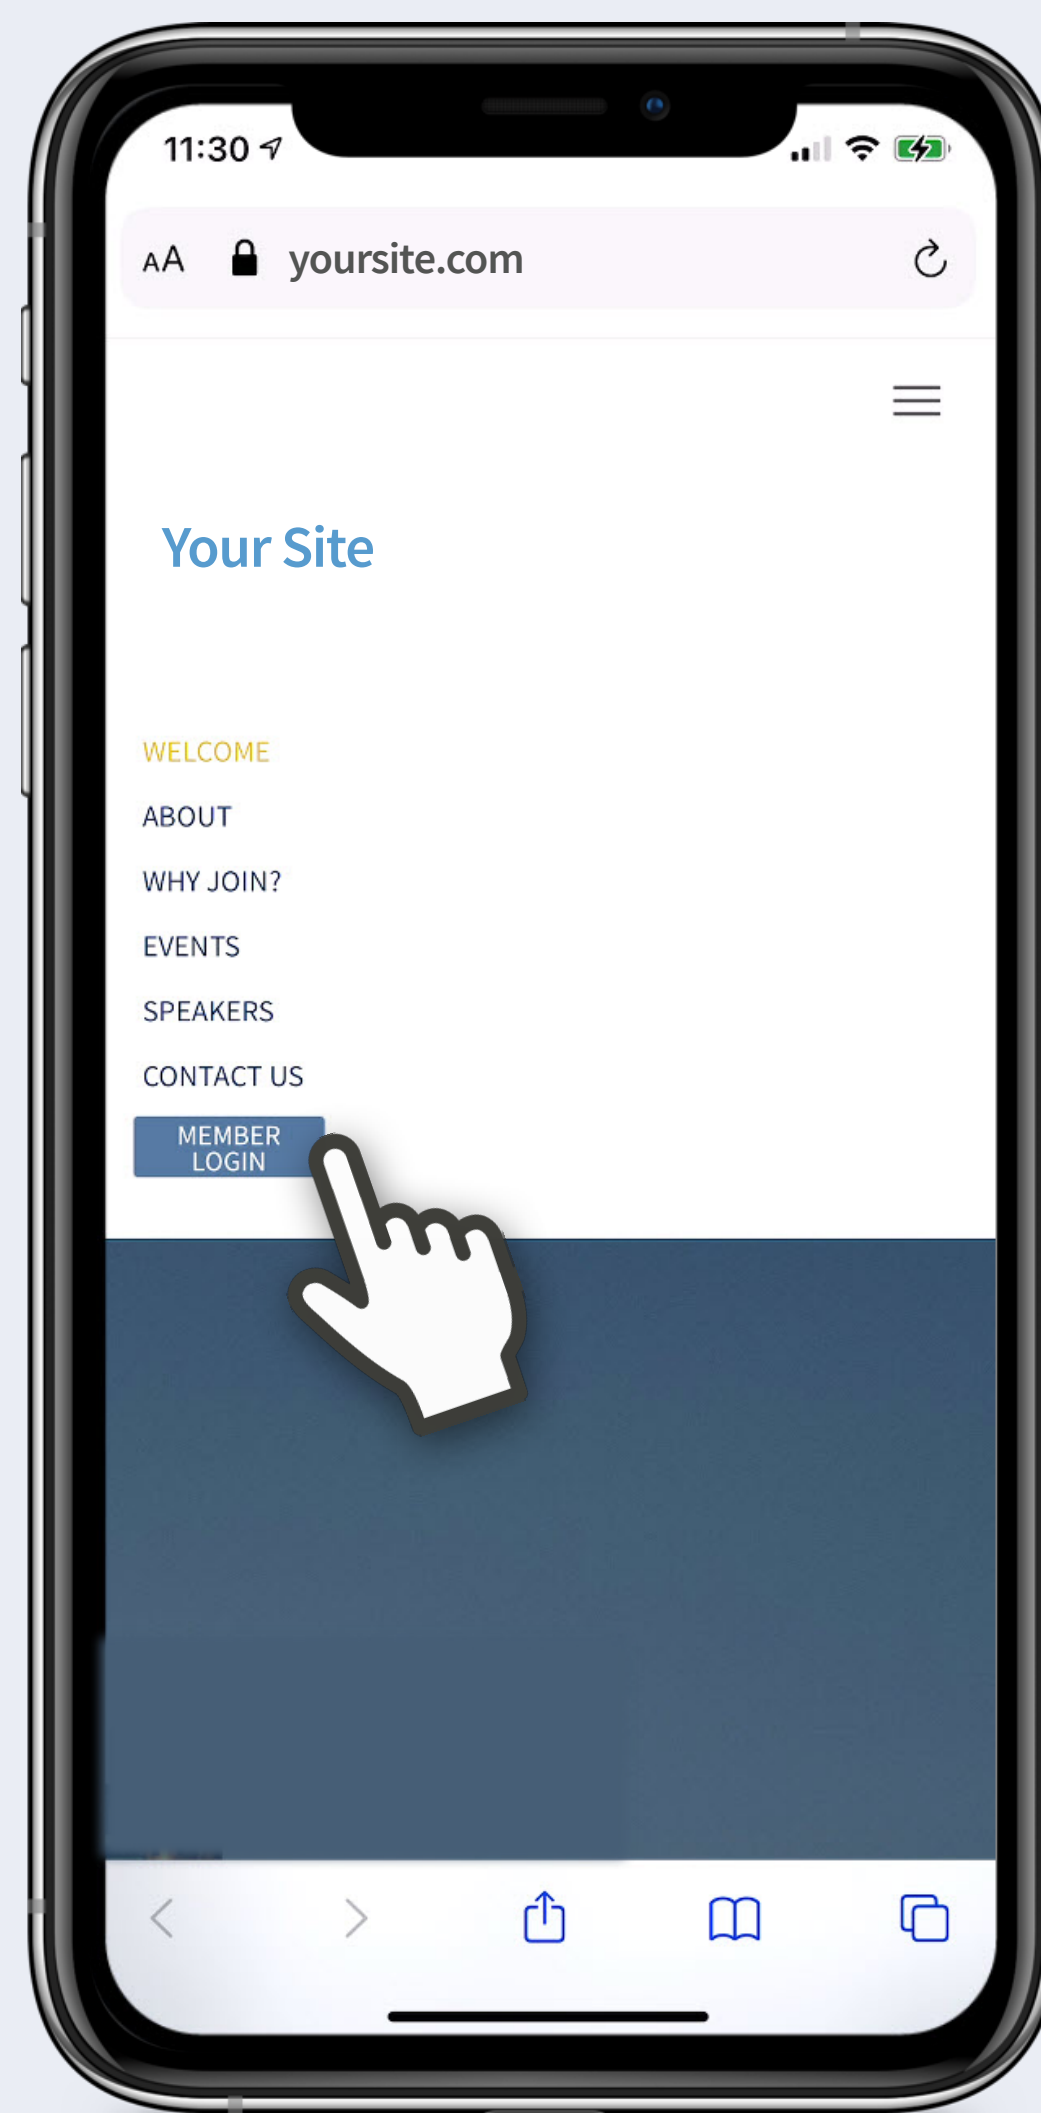 11:30
AA yoursite.com
Your Site
WELCOME
ABOUT
WHY JOIN?
EVENTS
SPEAKERS
CONTACT US
MEMBER
LOGIN